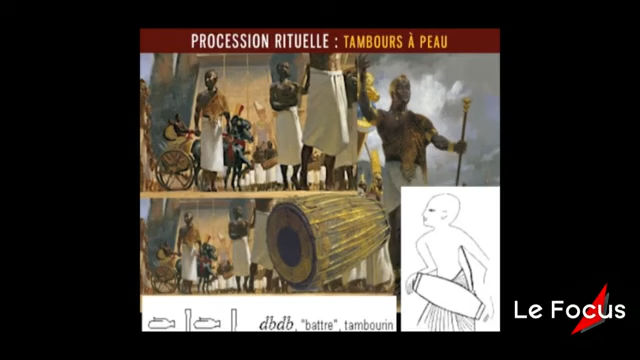 PROCESSION RITUELLE : TAMBOURS À PEAU
dbdb, "battre", tambourin
Le Focus